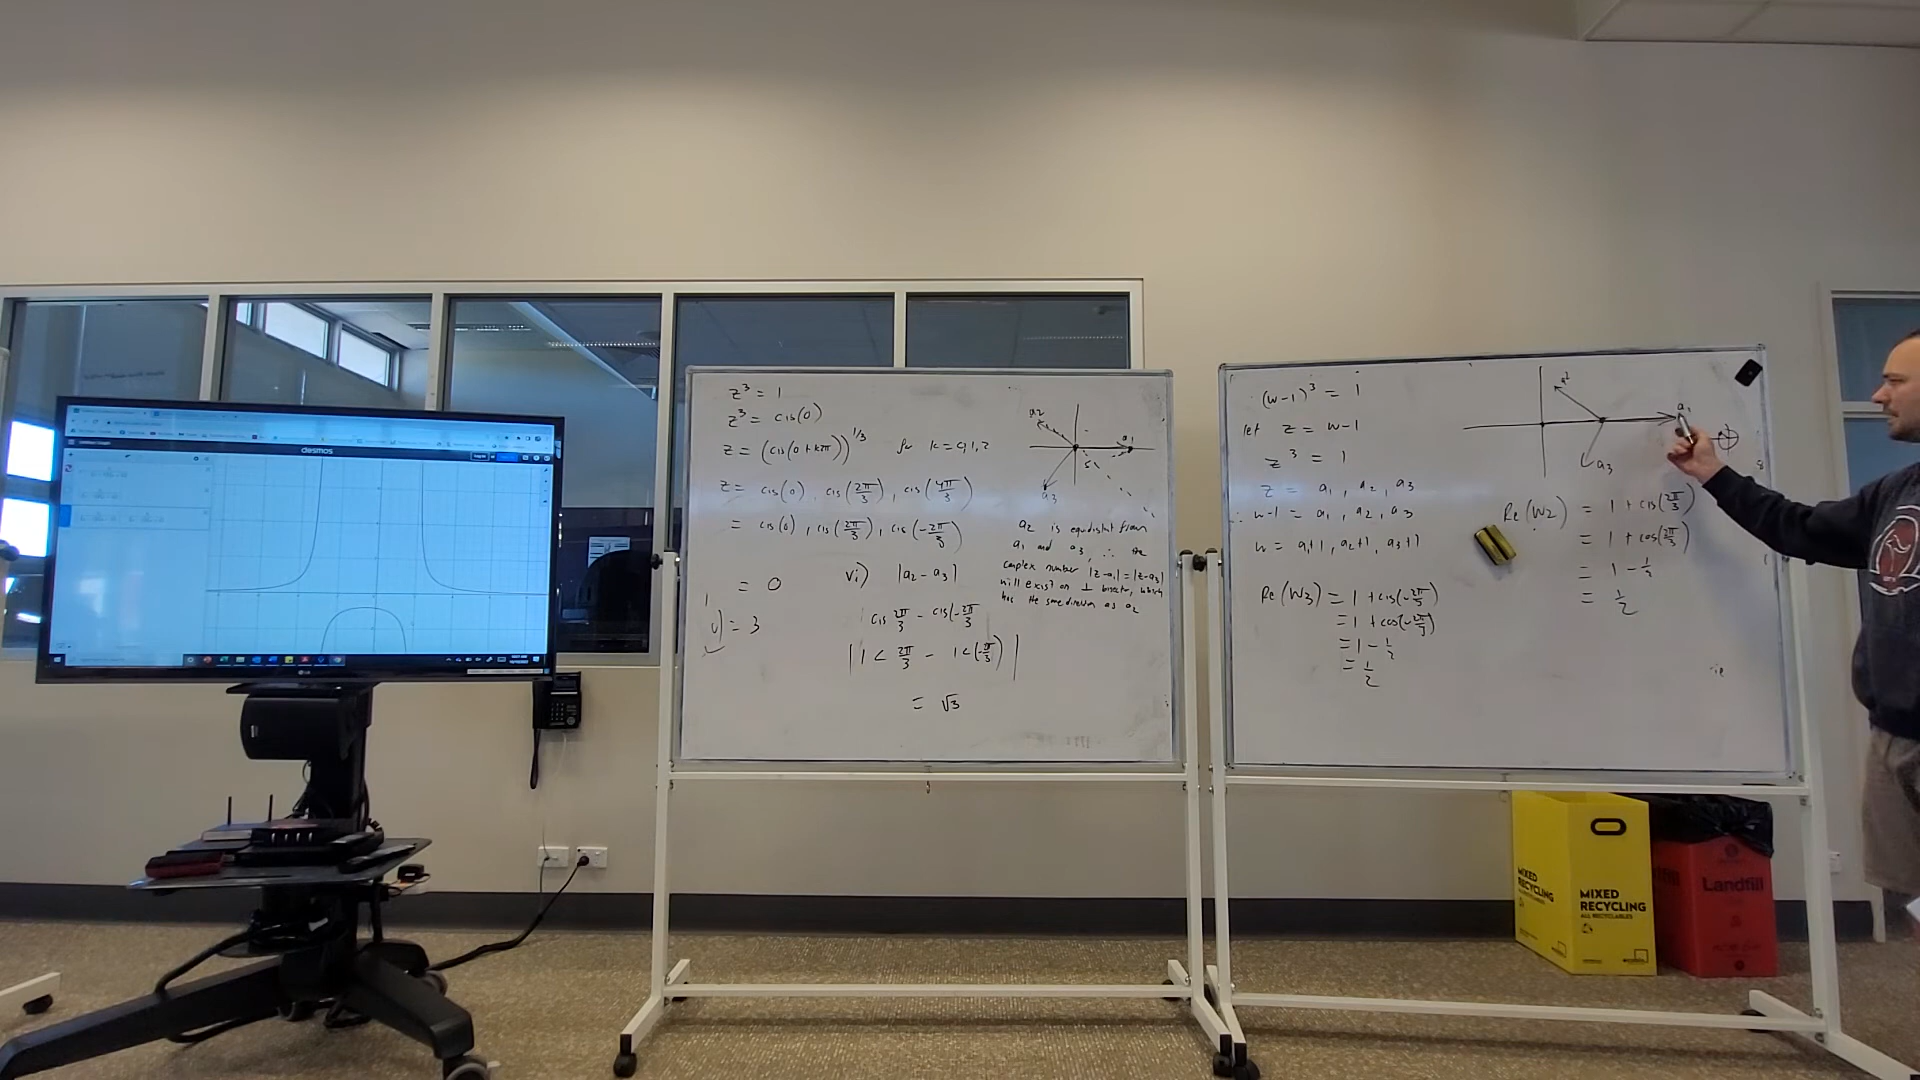 desmos
LG
z³ = 1
z³ = cis(0)
z = (cis(0+k2π))^1/3 for k=0,1,2
z = cis(0), cis(2π/3), cis(4π/3)
= cis(0), cis(2π/3), cis(-2π/3)
= 0
v) = 3
vi) |a2 - a3|
cis 2π/3 - cis(-2π/3
|1 < 2π/3 - 1 < (-2π/3)|
= √3
a2
a1
a3
a2 is equidistant from
a1 and a3, ∴ the
complex number |z-a1| = |z-a3|
will exist on ⊥ bisector, which
has the same direction as a2
(w-1)³ = 1
let z = w-1
z³ = 1
z = a1, a2, a3
∴ w-1 = a1, a2, a3
w = a1+1, a2+1, a3+1
Re(W3) = 1 + cis(-2π/3)
= 1 + cos(-2π/3)
= 1 - 1/2
= 1/2
a2
a1
a3
Re(W2) = 1 + cis(2π/3)
= 1 + cos(2π/3)
= 1 - 1/2
= 1/2
ie
MIXED
RECYCLING
MIXED
RECYCLING
ALL RECYCLABLES
Landfill